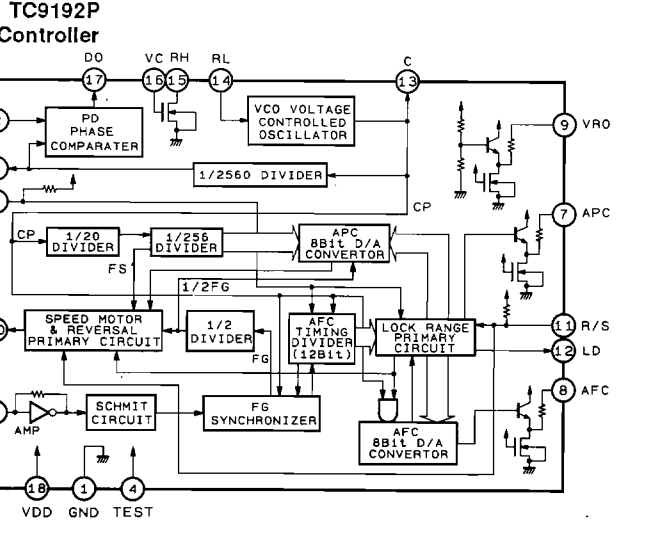 TC9192P
Controller
DO
VC RH
RL
C
17
16
15
14
13
PD
PHASE
COMPARATER
VCO VOLTAGE
CONTROLLED
OSCILLATOR
9 VRO
1/2560 DIVIDER
CP
7 APC
CP
1/20
DIVIDER
1/256
DIVIDER
APC
8Bit D/A
CONVERTOR
FS
1/2FG
SPEED MOTOR
& REVERSAL
PRIMARY CIRCUIT
1/2
DIVIDER
AFC
TIMING
DIVIDER
(12Bit)
LOCK RANGE
PRIMARY
CIRCUIT
11 R/S
12 LD
FG
8 AFC
AMP
SCHMIT
CIRCUIT
FG
SYNCHRONIZER
AFC
8Bit D/A
CONVERTOR
18
1
4
VDD
GND
TEST